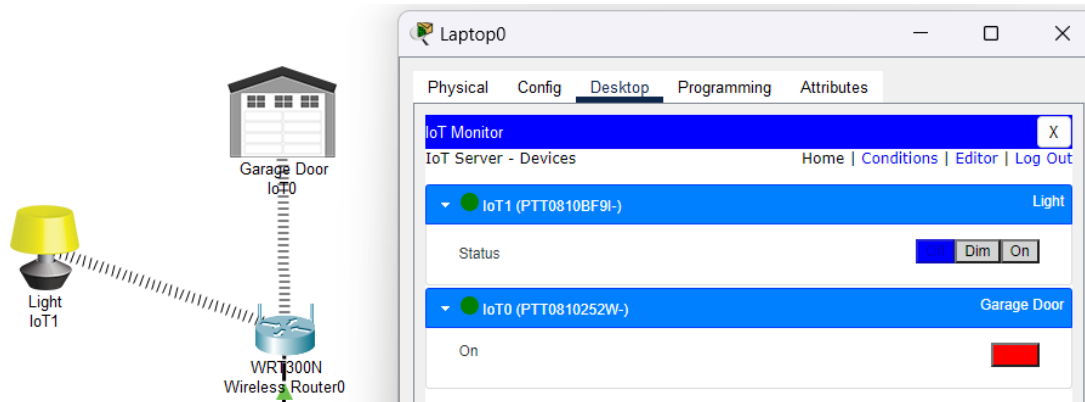 Laptop0
Physical Config Desktop Programming Attributes
IoT Monitor X
IoT Server - Devices Home | Conditions | Editor | Log Out
IoT1 (PTT0810BF9I-) Light
Status Dim On
IoT0 (PTT0810252W-) Garage Door
On
Garage Door
IoT0
Light
IoT1
WRT300N
Wireless Router0